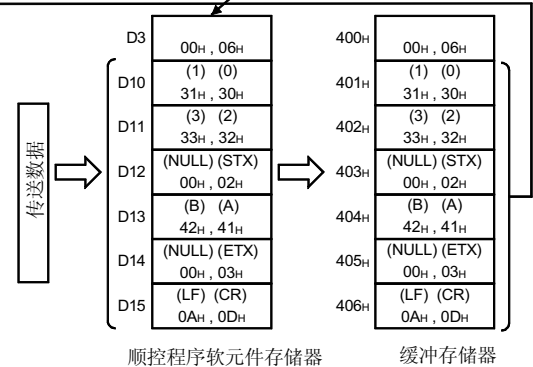 D3 00H , 06H 400H 00H , 06H
D10 (1) (0) 401H (1) (0)
31H , 30H 31H , 30H
D11 (3) (2) 402H (3) (2)
33H , 32H 33H , 32H
传送数据 D12 (NULL) (STX) 403H (NULL) (STX)
00H , 02H 00H , 02H
D13 (B) (A) 404H (B) (A)
42H , 41H 42H , 41H
D14 (NULL) (ETX) 405H (NULL) (ETX)
00H , 03H 00H , 03H
D15 (LF) (CR) 406H (LF) (CR)
0AH , 0DH 0AH , 0DH
顺控程序软元件存储器 缓冲存储器